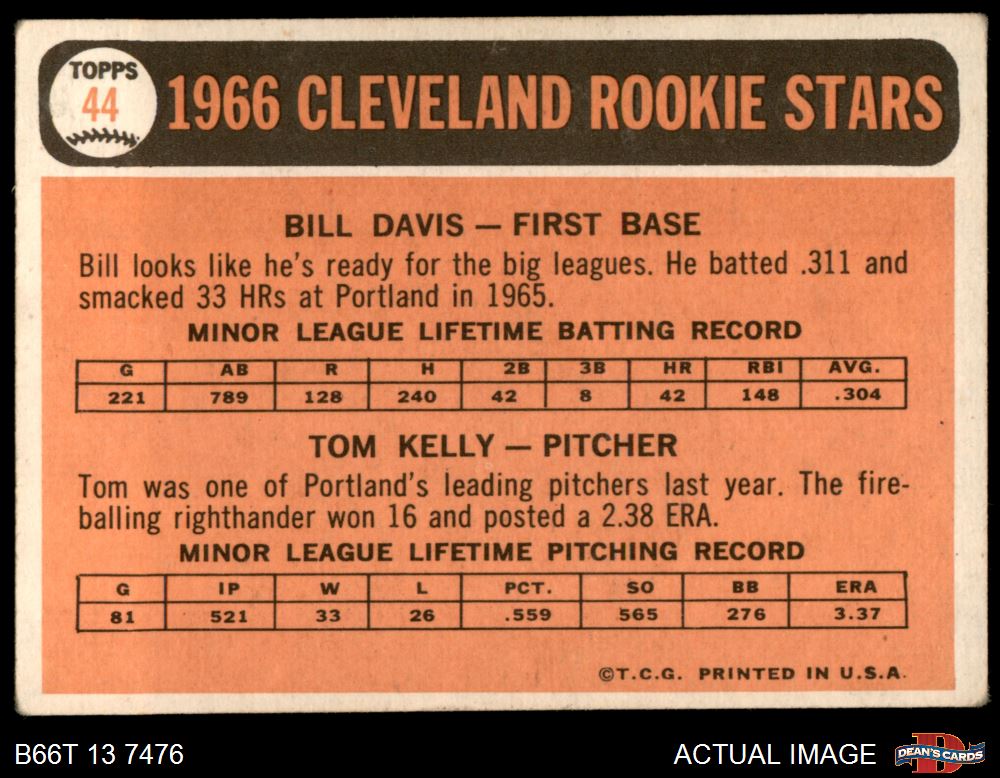 TOPPS
44
1966 CLEVELAND ROOKIE STARS
BILL DAVIS — FIRST BASE
Bill looks like he's ready for the big leagues. He batted .311 and
smacked 33 HRs at Portland in 1965.
MINOR LEAGUE LIFETIME BATTING RECORD
G AB R H 2B 3B HR RBI AVG.
221 789 128 240 42 8 42 148 .304
TOM KELLY — PITCHER
Tom was one of Portland's leading pitchers last year. The fire-
balling righthander won 16 and posted a 2.38 ERA.
MINOR LEAGUE LIFETIME PITCHING RECORD
G IP W L PCT. SO BB ERA
81 521 33 26 .559 565 276 3.37
©T.C.G. PRINTED IN U.S.A.
B66T 13 7476 ACTUAL IMAGE DEAN'S CARDS